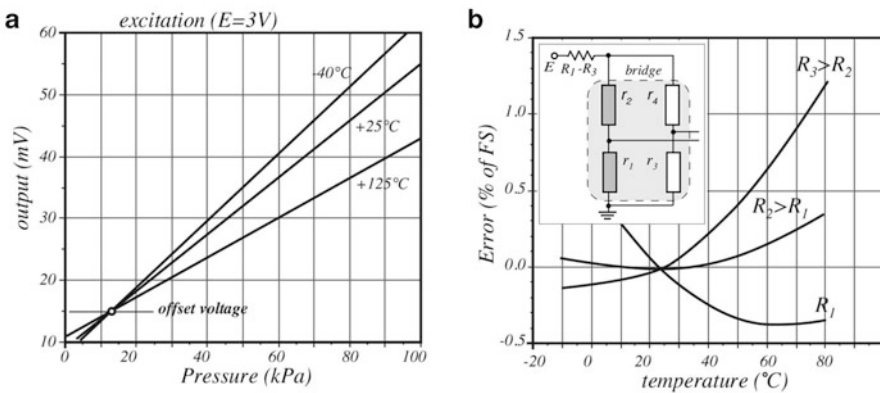 a
excitation (E=3V)
60
50
40
30
20
10
output (mV)
-40°C
+25°C
+125°C
offset voltage
0 20 40 60 80 100
Pressure (kPa)
b
1.5
1.0
0.5
0.0
-0.5
Error (% of FS)
E R1-R3
bridge
r2 r4
r1 r3
R3>R2
R2>R1
R1
-20 0 20 40 60 80
temperature (°C)